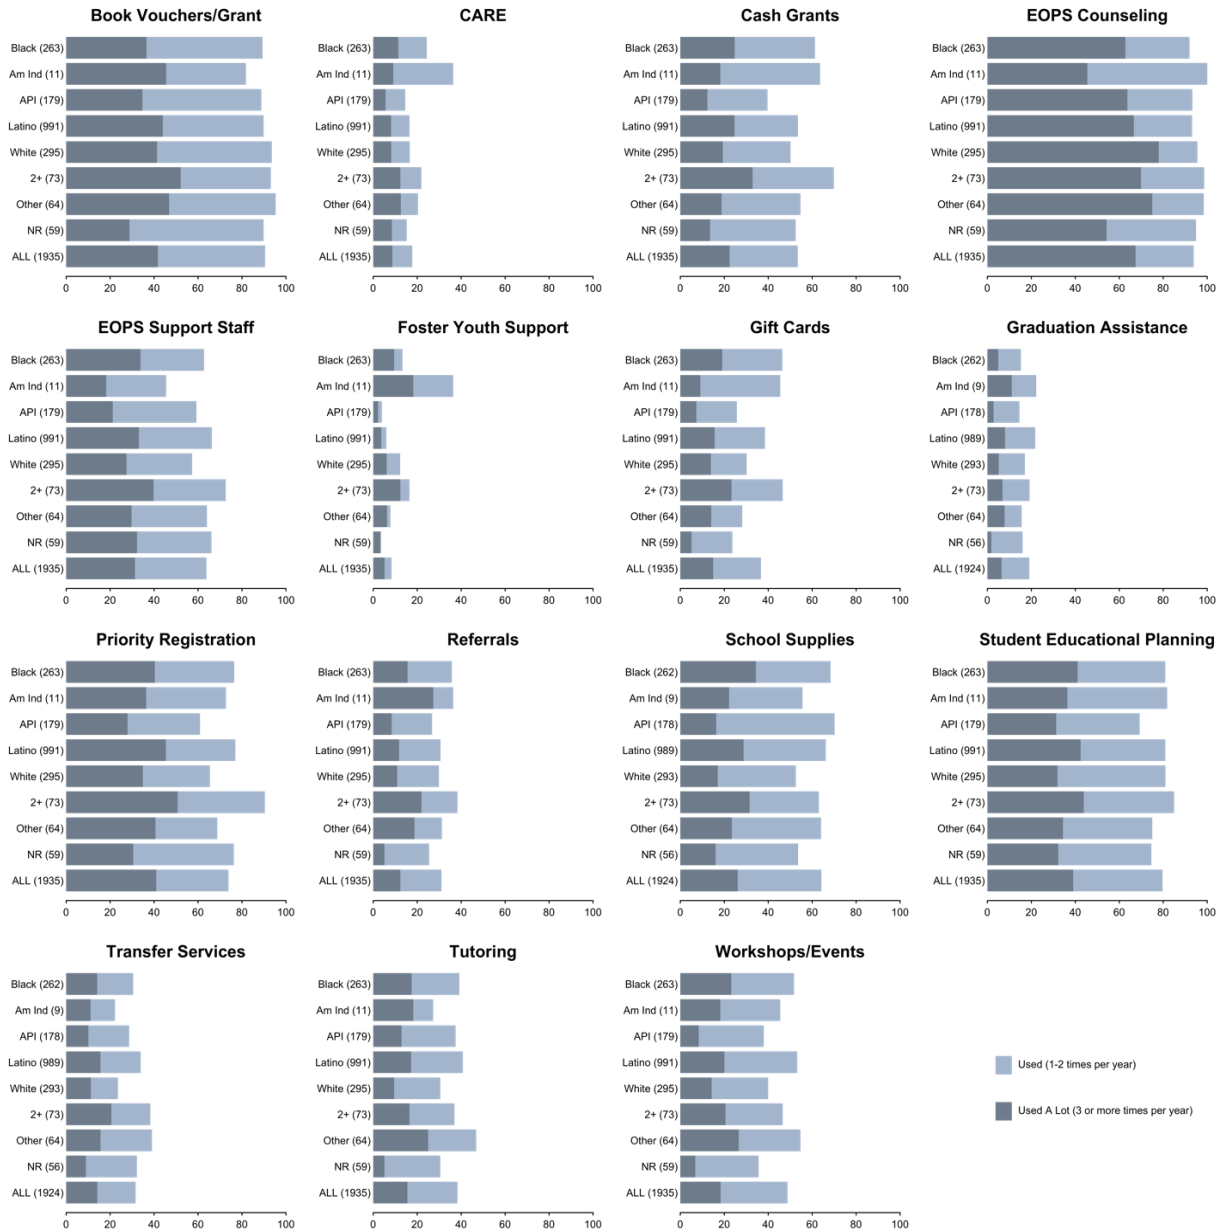 Book Vouchers/Grant
Black (263)
Am Ind (11)
API (179)
Latino (991)
White (295)
2+ (73)
Other (64)
NR (59)
ALL (1935)
0 20 40 60 80 100
CARE
Black (263)
Am Ind (11)
API (179)
Latino (991)
White (295)
2+ (73)
Other (64)
NR (59)
ALL (1935)
0 20 40 60 80 100
Cash Grants
Black (263)
Am Ind (11)
API (179)
Latino (991)
White (295)
2+ (73)
Other (64)
NR (59)
ALL (1935)
0 20 40 60 80 100
EOPS Counseling
Black (263)
Am Ind (11)
API (179)
Latino (991)
White (295)
2+ (73)
Other (64)
NR (59)
ALL (1935)
0 20 40 60 80 100
EOPS Support Staff
Black (263)
Am Ind (11)
API (179)
Latino (991)
White (295)
2+ (73)
Other (64)
NR (59)
ALL (1935)
0 20 40 60 80 100
Foster Youth Support
Black (263)
Am Ind (11)
API (179)
Latino (991)
White (295)
2+ (73)
Other (64)
NR (59)
ALL (1935)
0 20 40 60 80 100
Gift Cards
Black (263)
Am Ind (11)
API (179)
Latino (991)
White (295)
2+ (73)
Other (64)
NR (59)
ALL (1935)
0 20 40 60 80 100
Graduation Assistance
Black (262)
Am Ind (9)
API (178)
Latino (989)
White (293)
2+ (73)
Other (64)
NR (56)
ALL (1924)
0 20 40 60 80 100
Priority Registration
Black (263)
Am Ind (11)
API (179)
Latino (991)
White (295)
2+ (73)
Other (64)
NR (59)
ALL (1935)
0 20 40 60 80 100
Referrals
Black (263)
Am Ind (11)
API (179)
Latino (991)
White (295)
2+ (73)
Other (64)
NR (59)
ALL (1935)
0 20 40 60 80 100
School Supplies
Black (262)
Am Ind (9)
API (178)
Latino (989)
White (293)
2+ (73)
Other (64)
NR (56)
ALL (1924)
0 20 40 60 80 100
Student Educational Planning
Black (263)
Am Ind (11)
API (179)
Latino (991)
White (295)
2+ (73)
Other (64)
NR (59)
ALL (1935)
0 20 40 60 80 100
Transfer Services
Black (262)
Am Ind (9)
API (178)
Latino (989)
White (293)
2+ (73)
Other (64)
NR (56)
ALL (1924)
0 20 40 60 80 100
Tutoring
Black (263)
Am Ind (11)
API (179)
Latino (991)
White (295)
2+ (73)
Other (64)
NR (59)
ALL (1935)
0 20 40 60 80 100
Workshops/Events
Black (263)
Am Ind (11)
API (179)
Latino (991)
White (295)
2+ (73)
Other (64)
NR (59)
ALL (1935)
0 20 40 60 80 100
Used (1-2 times per year)
Used A Lot (3 or more times per year)